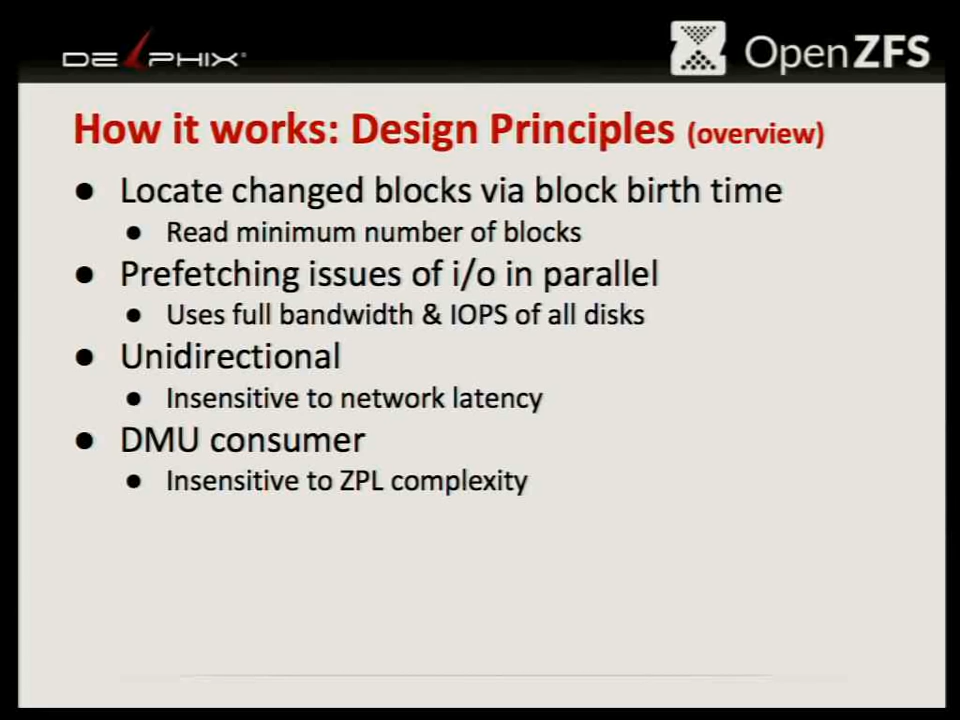 DELPHIX®
OpenZFS
How it works: Design Principles (overview)
● Locate changed blocks via block birth time
● Read minimum number of blocks
● Prefetching issues of i/o in parallel
● Uses full bandwidth & IOPS of all disks
● Unidirectional
● Insensitive to network latency
● DMU consumer
● Insensitive to ZPL complexity